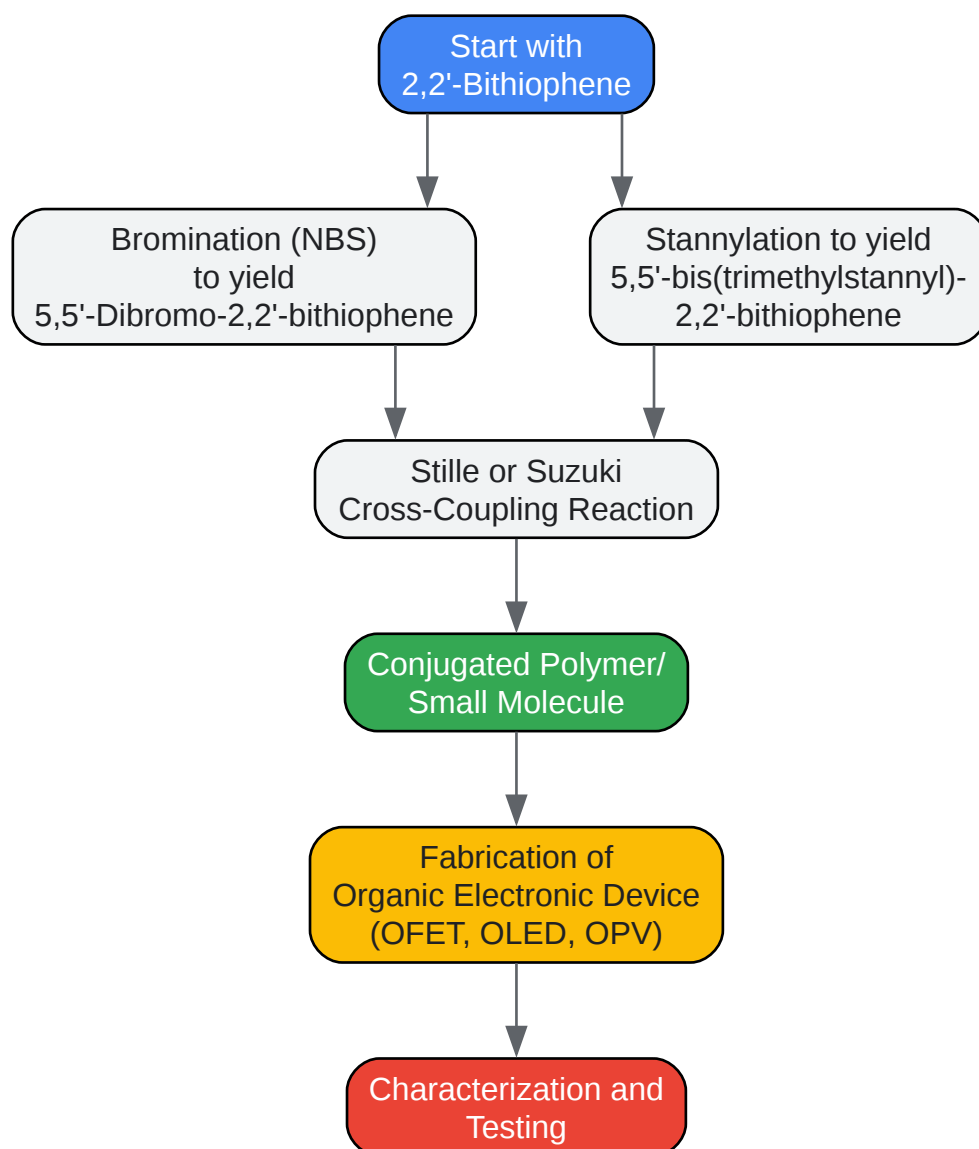 Start with
2,2'-Bithiophene
Bromination (NBS)
to yield
5,5'-Dibromo-2,2'-bithiophene
Stannylation to yield
5,5'-bis(trimethylstannyl)-
2,2'-bithiophene
Stille or Suzuki
Cross-Coupling Reaction
Conjugated Polymer/
Small Molecule
Fabrication of
Organic Electronic Device
(OFET, OLED, OPV)
Characterization and
Testing